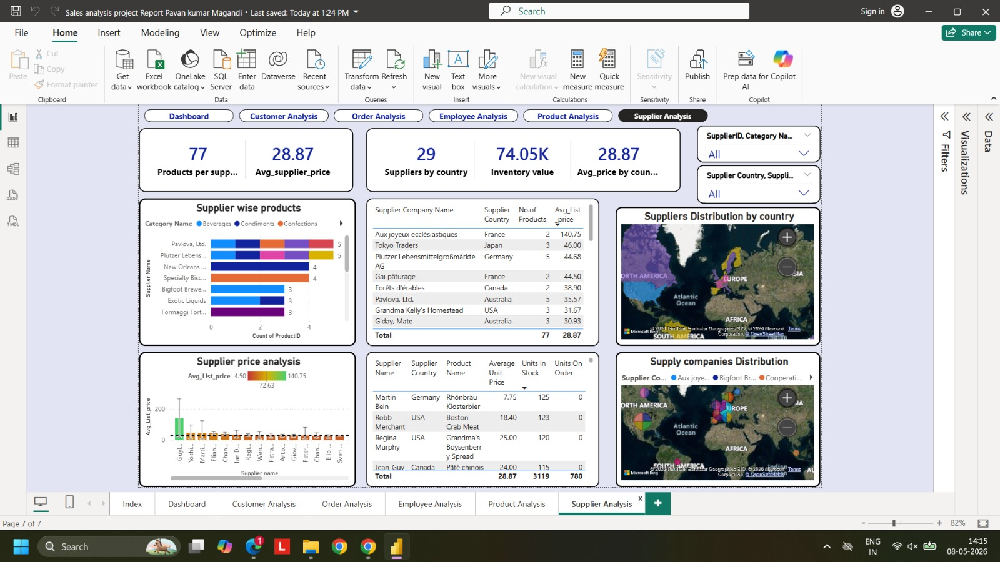 Sales analysis project Report Pavan kumar Magandi • Last saved: Today at 1:24 PM
Search
Sign in
File Home Insert Modeling View Optimize Help
Share
Paste
Cut
Copy
Format painter
Clipboard
Get data
Excel workbook
OneLake catalog
SQL Server
Enter data
Dataverse
Recent sources
Data
Transform data
Refresh
Queries
New visual
Text box
More visuals
Insert
New visual calculation
New measure
Quick measure
Calculations
Sensitivity
Sensitivity
Publish
Share
Prep data for AI
Copilot
Copilot
Dashboard Customer Analysis Order Analysis Employee Analysis Product Analysis Supplier Analysis
77
Products per supp...
28.87
Avg_supplier_price
29
Suppliers by country
74.05K
Inventory value
28.87
Avg_price by coun...
SupplierID, Category Na...
All
Supplier Country, Suppli...
All
Filters
Visualizations
Data
Supplier wise products
Category Name Beverages Condiments Confections
Supplier Name
Pavlova, Ltd. 5
Plutzer Lebens... 5
New Orleans ... 4
Specialty Bisc... 4
Bigfoot Brewe... 3
Exotic Liquids 3
Formaggi Fort... 3
0 2 4
Count of ProductID
Supplier Company Name Supplier Country No.of Products Avg_List_price
Aux joyeux ecclésiastiques France 2 140.75
Tokyo Traders Japan 3 46.00
Plutzer Lebensmittelgroßmärkte AG Germany 5 44.68
Gai pâturage France 2 44.50
Forêts d'érables Canada 2 38.90
Pavlova, Ltd. Australia 5 35.57
Grandma Kelly's Homestead USA 3 31.67
G'day, Mate Australia 3 30.93
Total 77 28.87
Suppliers Distribution by country
ORTH AMERICA
EUROPE
SIA
Atlantic Ocean
AFRICA
SOUTH AMERICA
Indian
Microsoft Bing
© 2026 TomTom, Earthstar Geographics SIO, © 2026 Microsoft Corporation, © OpenStreetMap Terms
Supplier price analysis
Avg_List_price 4.50 140.75
72.63
Avg_List_price
200
0
Guyl...
Yoshi...
Marti...
Elian...
Chan...
Ian D...
Regi...
Wen...
Petra...
Anto...
Giov...
Peter...
Chan...
Elio ...
Sven ...
Supplier name
Supplier Name Supplier Country Product Name Average Unit Price Units In Stock Units On Order
Martin Bein Germany Rhönbräu Klosterbier 7.75 125 0
Robb Merchant USA Boston Crab Meat 18.40 123 0
Regina Murphy USA Grandma's Boysenberry Spread 25.00 120 0
Jean-Guy Canada Pâté chinois 24.00 115 0
Total 28.87 3119 780
Supply companies Distribution
Supplier Co... Aux joye... Bigfoot Br... Cooperati...
ORTH AMERICA
EUROPE
SIA
Atlantic Ocean
AFRICA
SOUTH AMERICA
Indian
AU
Microsoft Bing
© 2026 TomTom, Earthstar Geographics SIO, © 2026 Microsoft Corporation, © OpenStreetMap Terms
Index Dashboard Customer Analysis Order Analysis Employee Analysis Product Analysis Supplier Analysis x
Page 7 of 7
82%
Search
1
L
ENG
IN
14:15
08-05-2026